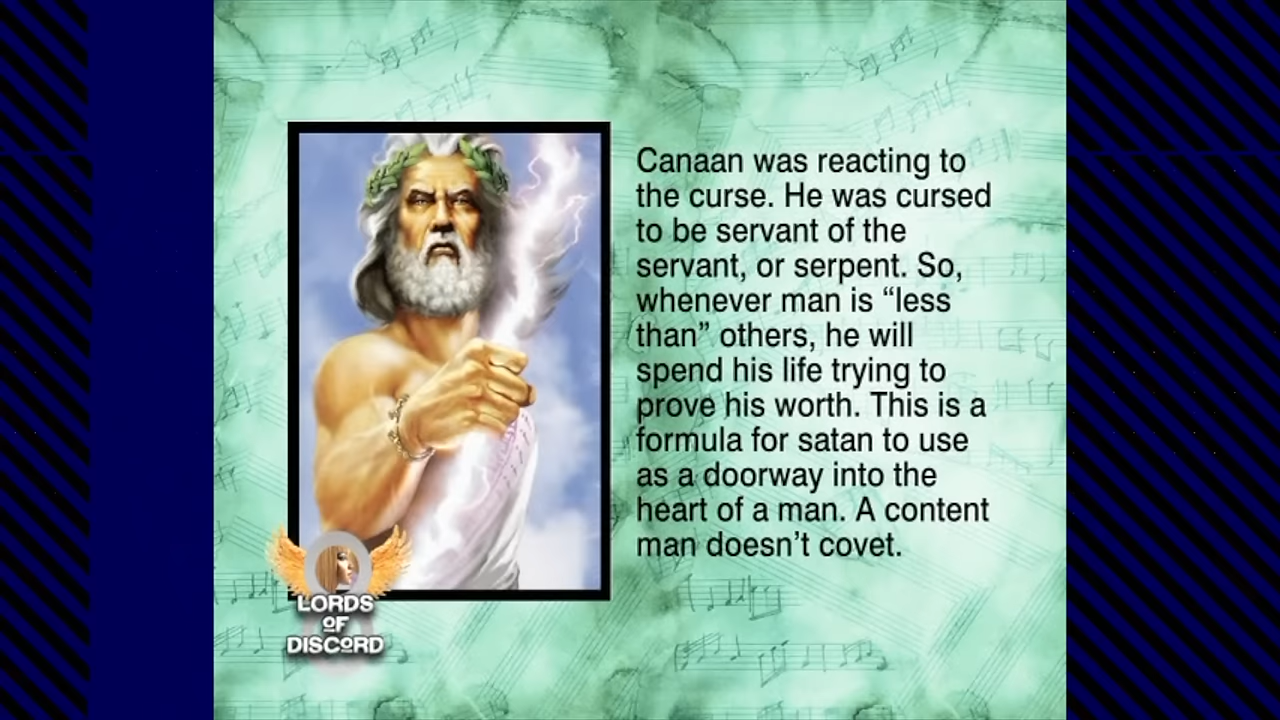 Canaan was reacting to
the curse. He was cursed
to be servant of the
servant, or serpent. So,
whenever man is “less
than” others, he will
spend his life trying to
prove his worth. This is a
formula for satan to use
as a doorway into the
heart of a man. A content
man doesn’t covet.
LORDS
OF
DISCORD